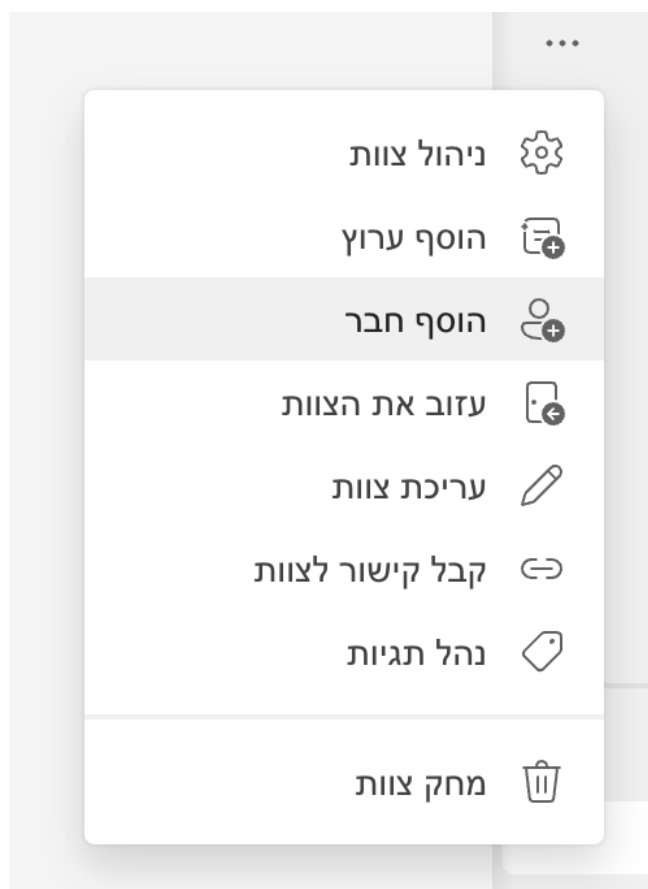 ניהול צוות
הוסף ערוץ
הוסף חבר
עזוב את הצוות
עריכת צוות
קבל קישור לצוות
נהל תגיות
מחק צוות